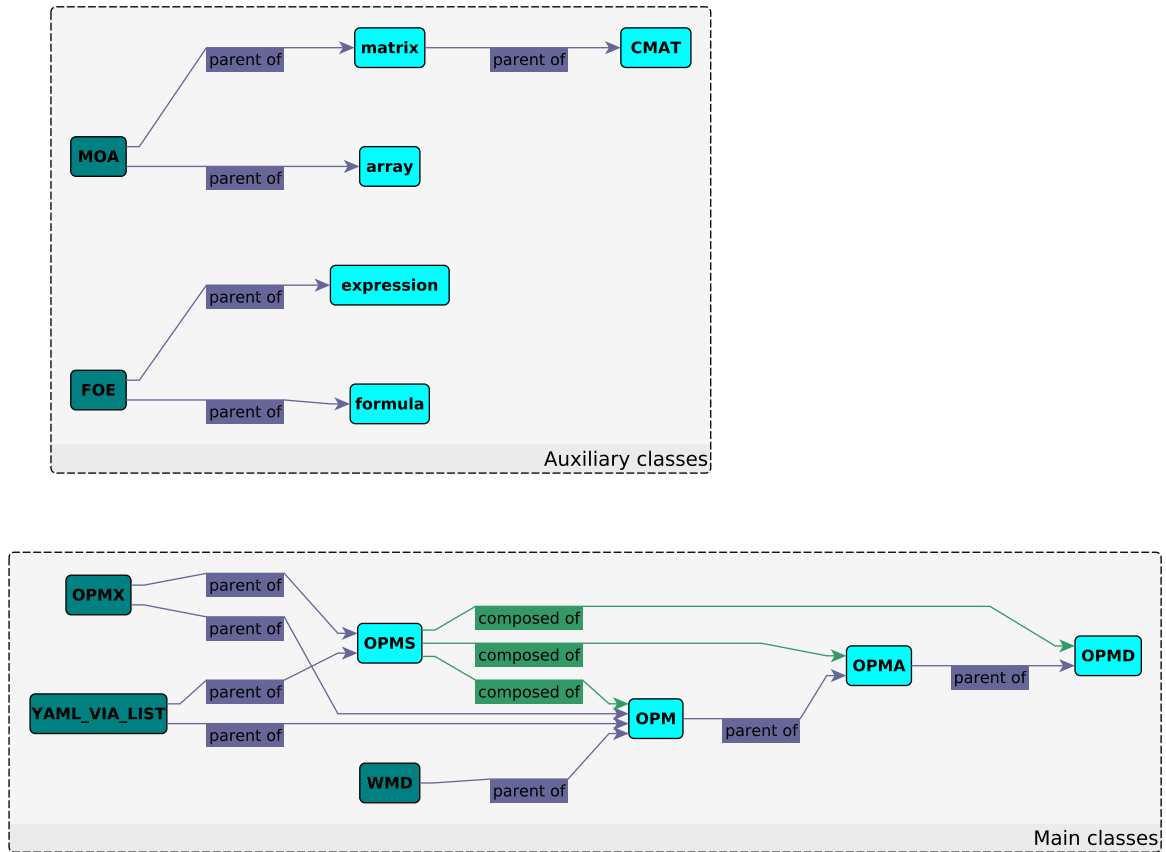 matrix
parent of
parent of
CMAT
MOA
array
parent of
expression
parent of
FOE
formula
parent of
Auxiliary classes
OPMX
parent of
composed of
parent of
OPMS
composed of
OPMA
OPMD
parent of
parent of
composed of
YAML_VIA_LIST
parent of
OPM
parent of
WMD
parent of
Main classes